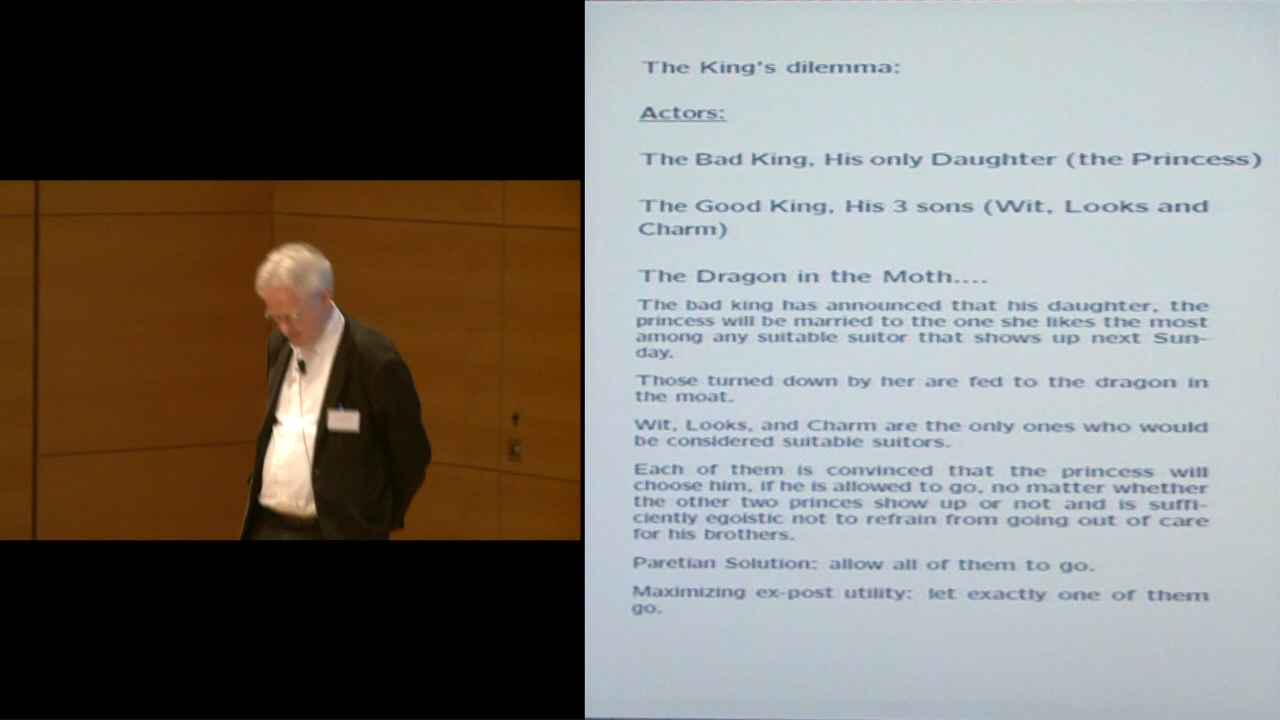 The King's dilemma:
Actors:
The Bad King, His only Daughter (the Princess)
The Good King, His 3 sons (Wit, Looks and
Charm)
The Dragon in the Moth....
The bad king has announced that his daughter, the
princess will be married to the one she likes the most
among any suitable suitor that shows up next Sun-
day.
Those turned down by her are fed to the dragon in
the moat.
Wit, Looks, and Charm are the only ones who would
be considered suitable suitors.
Each of them is convinced that the princess will
choose him, if he is allowed to go, no matter whether
the other two princes show up or not and is suffi-
ciently egoistic not to refrain from going out of care
for his brothers.
Paretian Solution: allow all of them to go.
Maximizing ex-post utility: let exactly one of them
go.